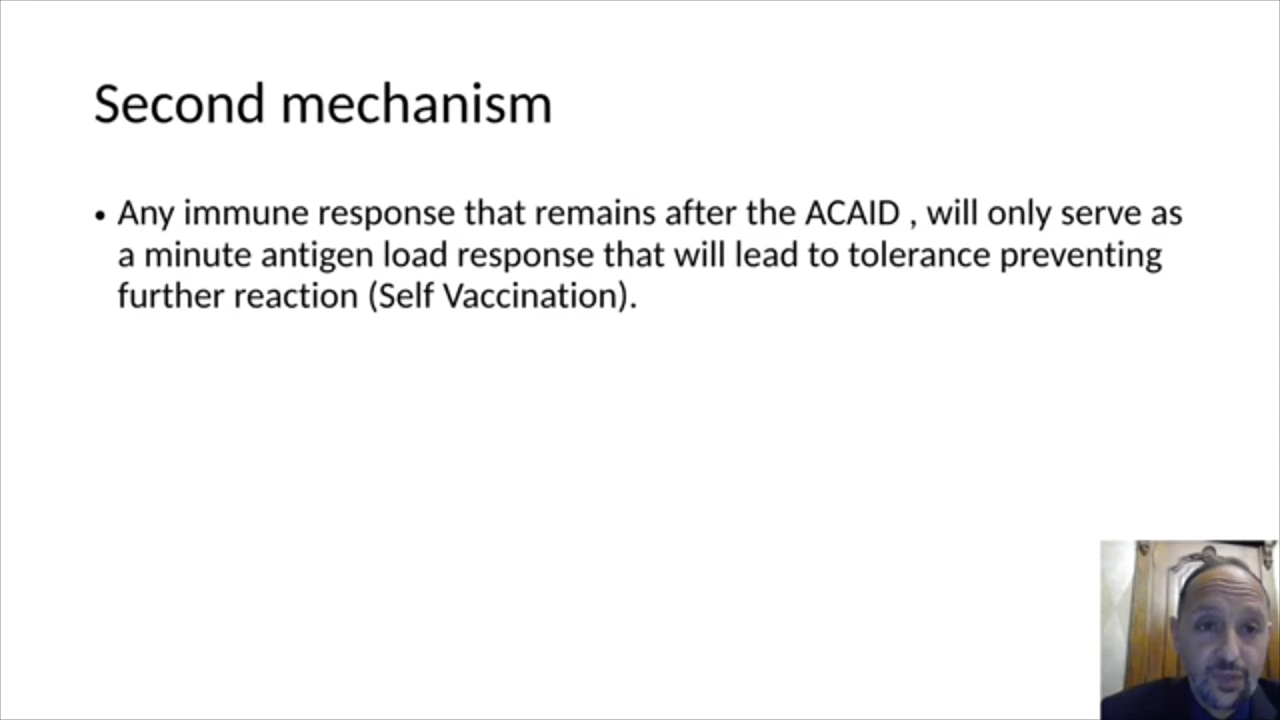 Second mechanism
• Any immune response that remains after the ACAID , will only serve as
a minute antigen load response that will lead to tolerance preventing
further reaction (Self Vaccination).